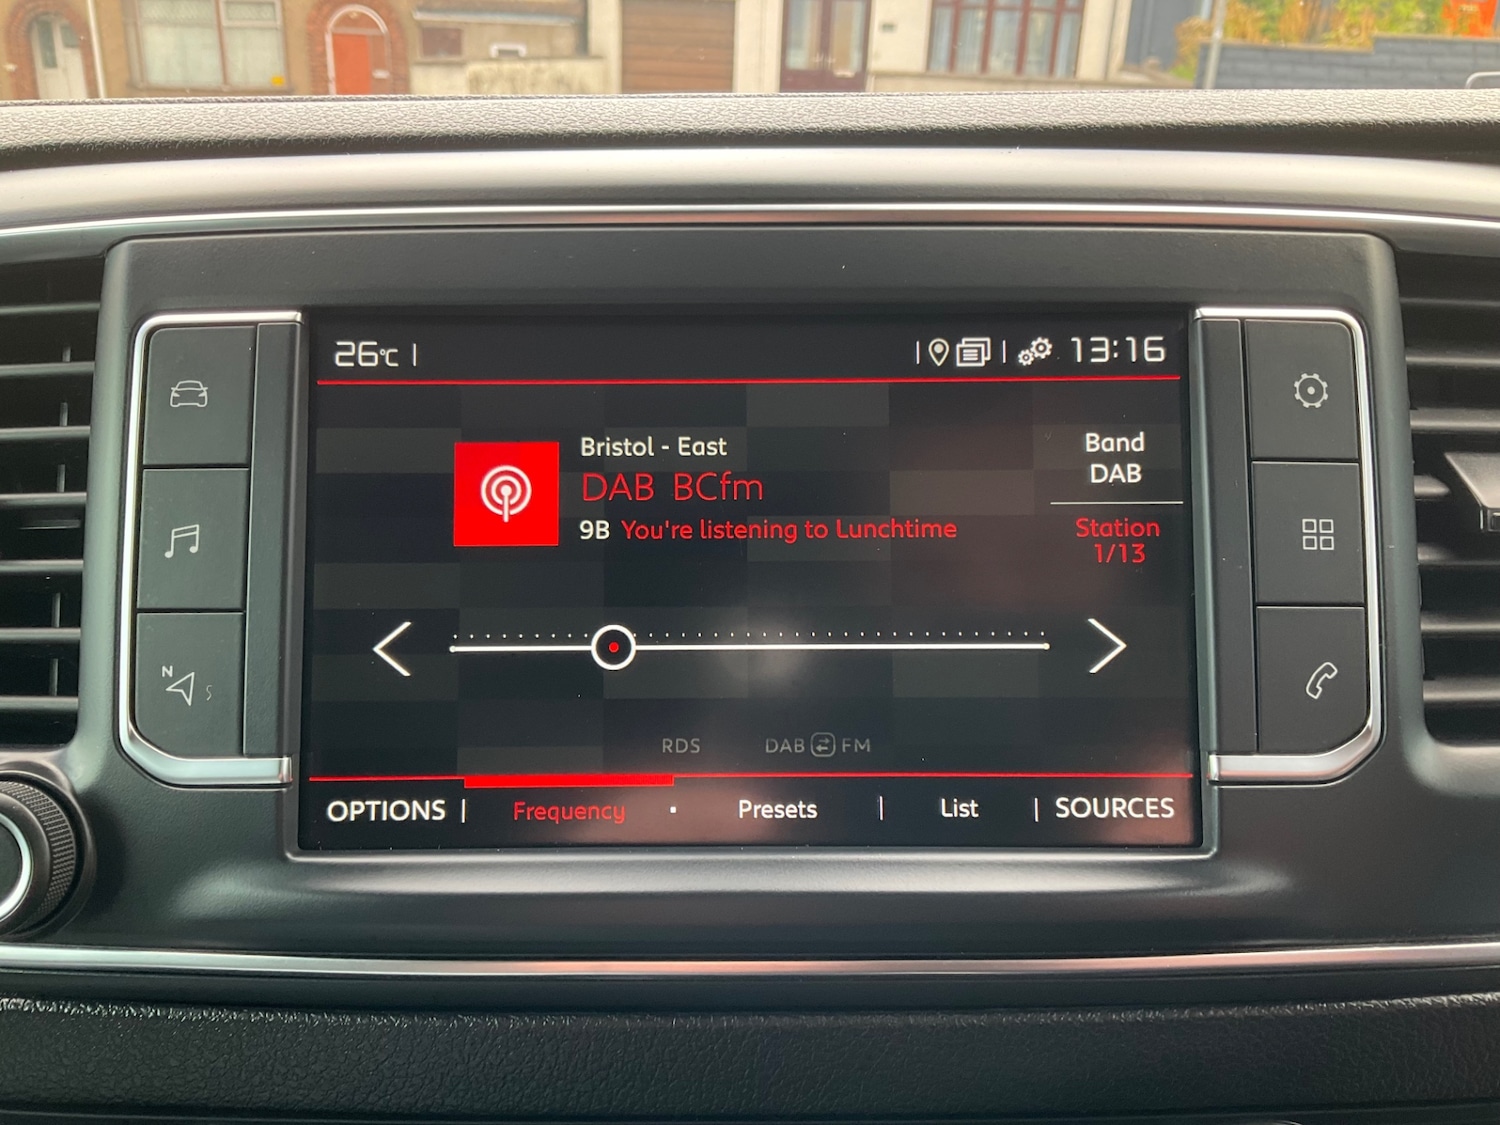 26°C
13:16
Bristol - East
DAB BCfm
9B You're listening to Lunchtime
Band
DAB
Station
1/13
N
S
RDS
DAB FM
OPTIONS
Frequency
Presets
List
SOURCES